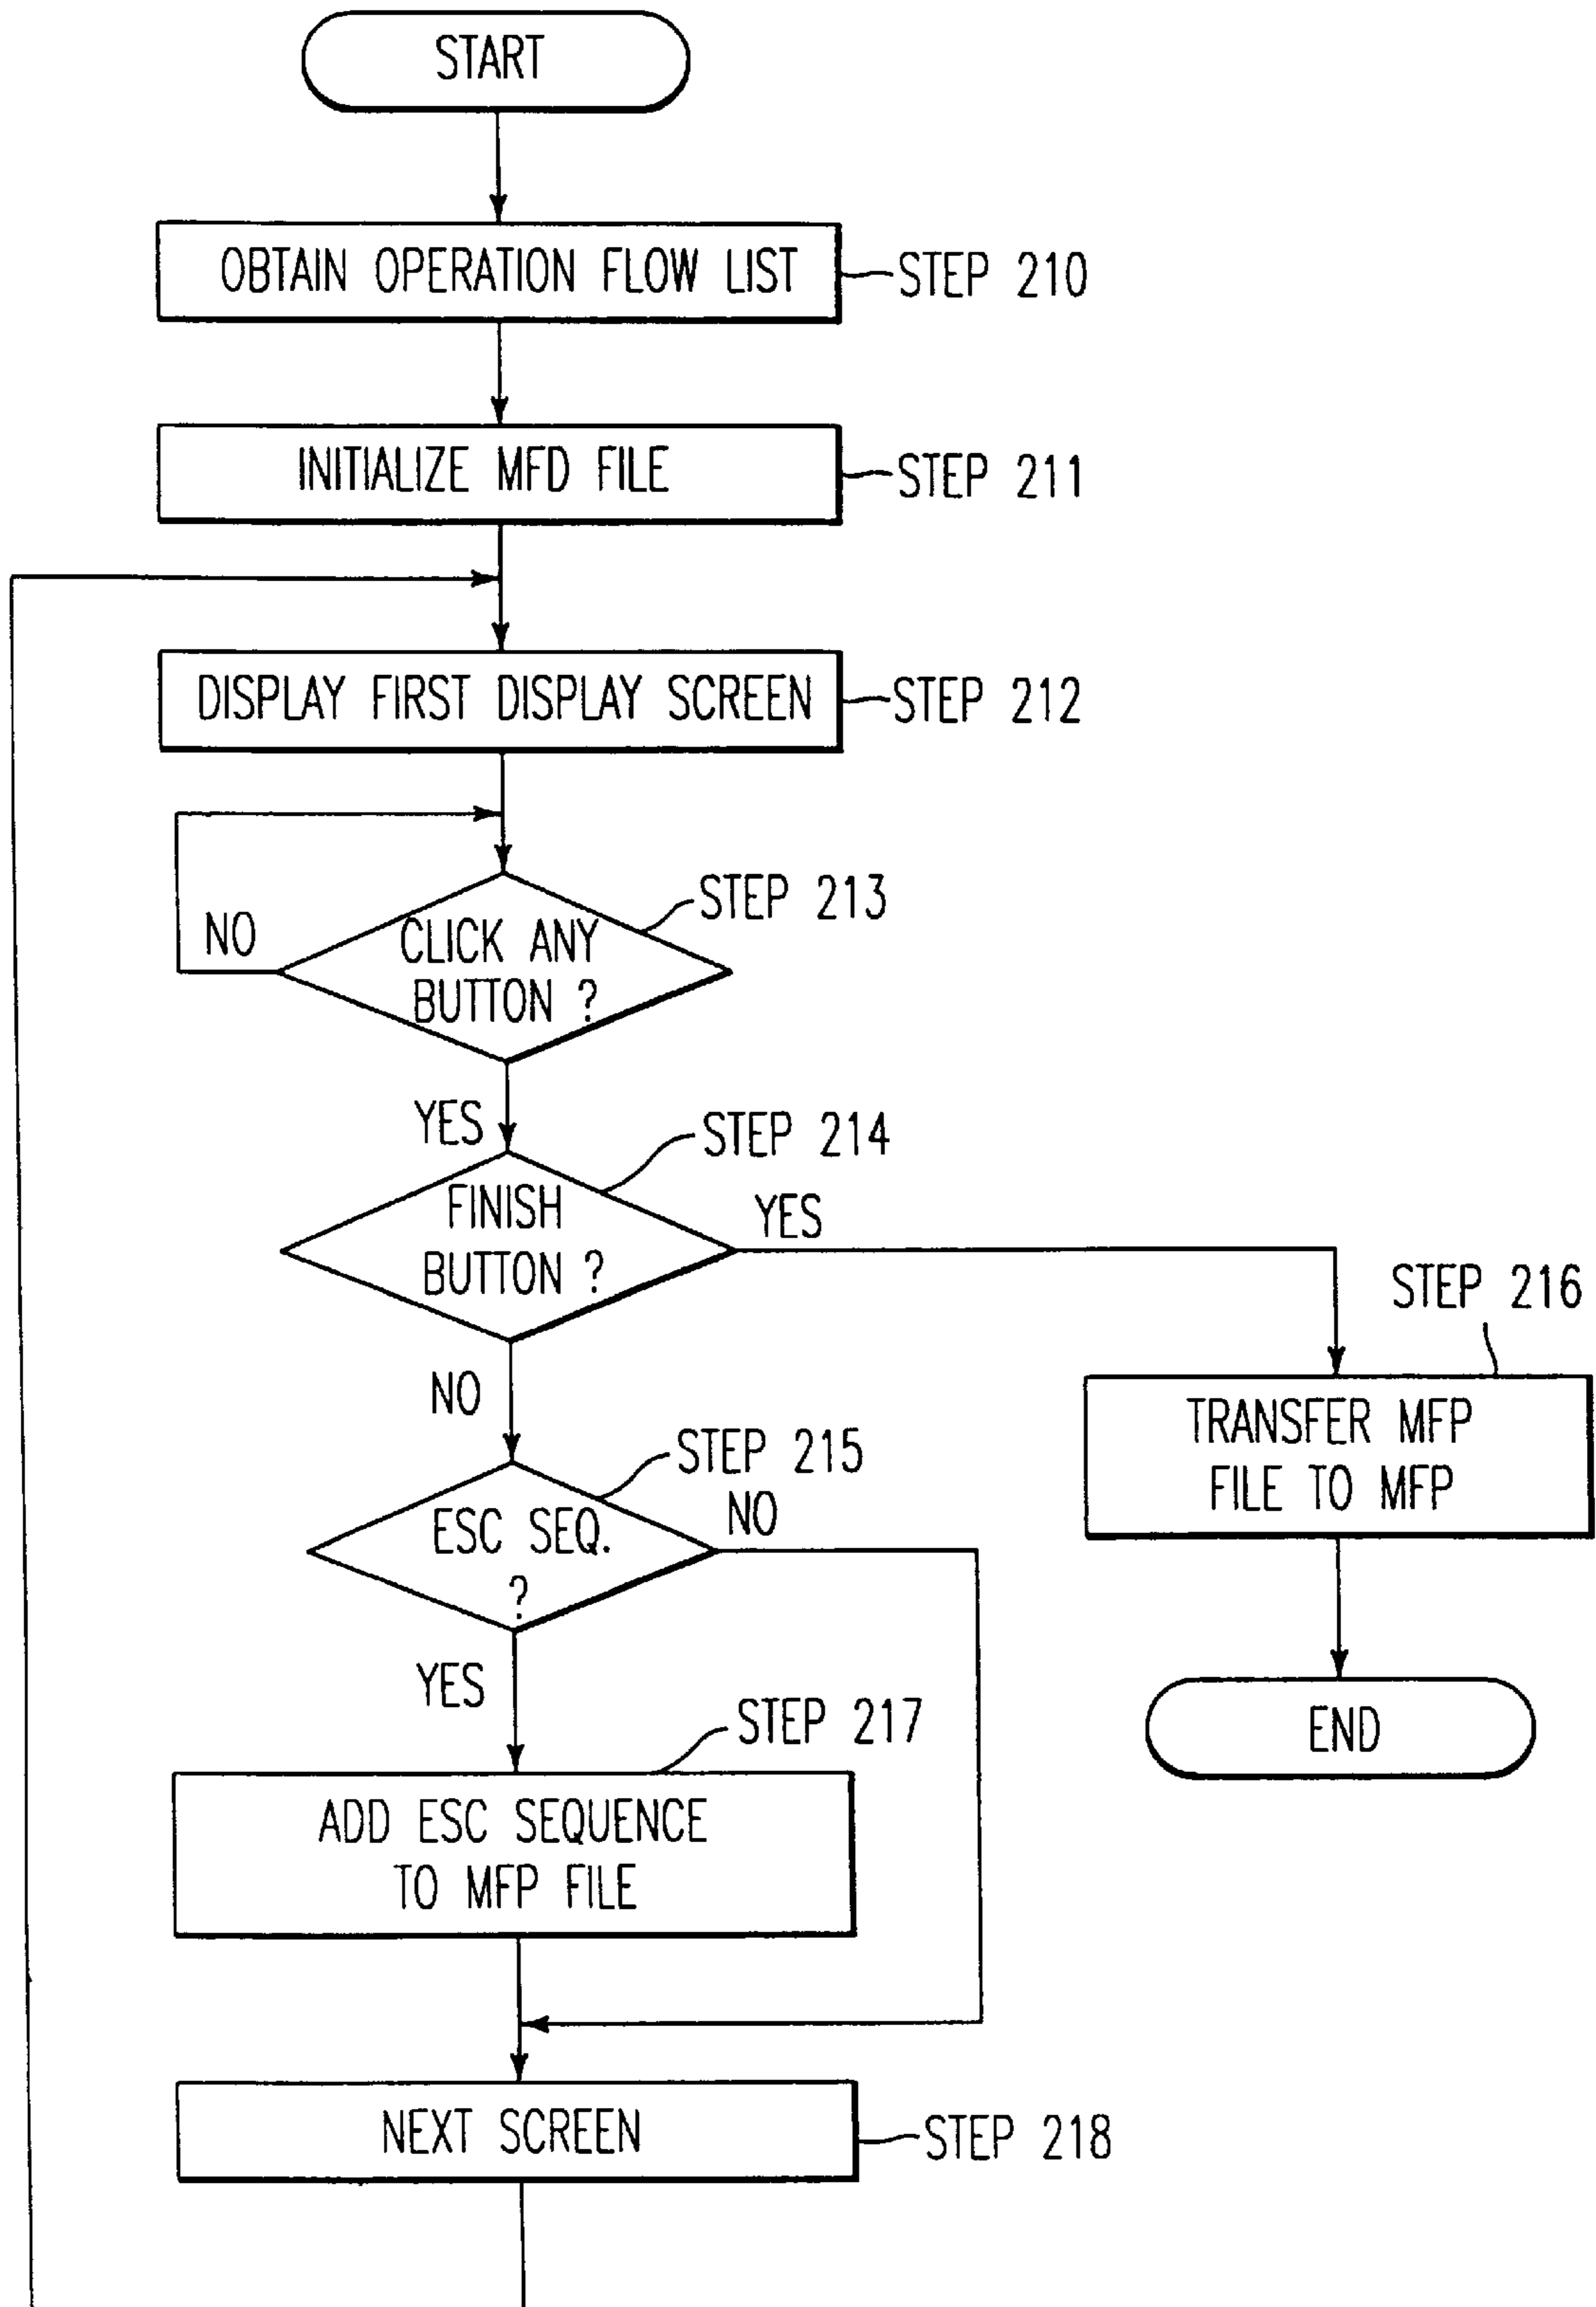 START
OBTAIN OPERATION FLOW LIST
STEP 210
INITIALIZE MFD FILE
STEP 211
DISPLAY FIRST DISPLAY SCREEN
STEP 212
STEP 213
NO
CLICK ANY
BUTTON ?
YES
STEP 214
FINISH
BUTTON ?
YES
STEP 216
TRANSFER MFP
FILE TO MFP
END
NO
STEP 215
ESC SEQ.
?
NO
YES
STEP 217
ADD ESC SEQUENCE
TO MFP FILE
NEXT SCREEN
STEP 218